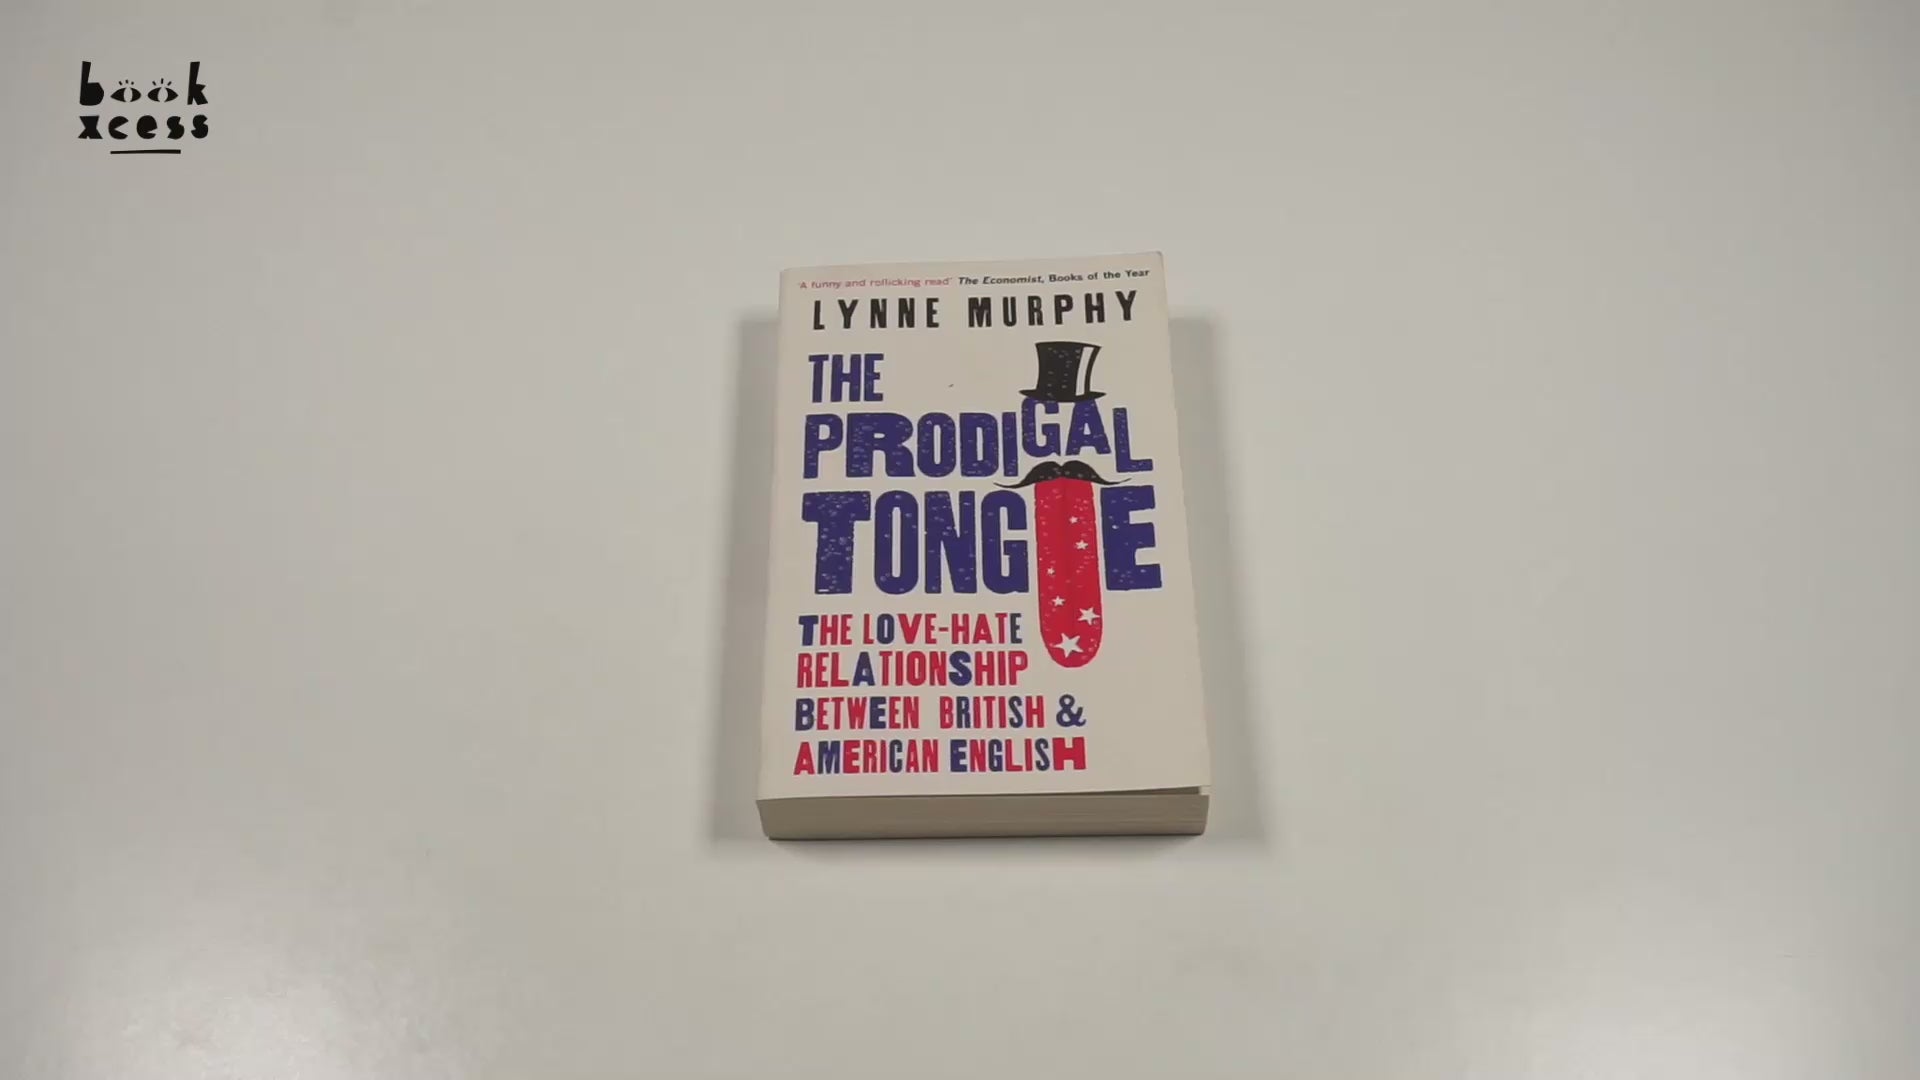 book
xcess
'A funny and rollicking read' The Economist, Books of the Year
LYNNE MURPHY
THE
PRODIGAL
TONGUE
THE LOVE-HATE
RELATIONSHIP
BETWEEN BRITISH &
AMERICAN ENGLISH